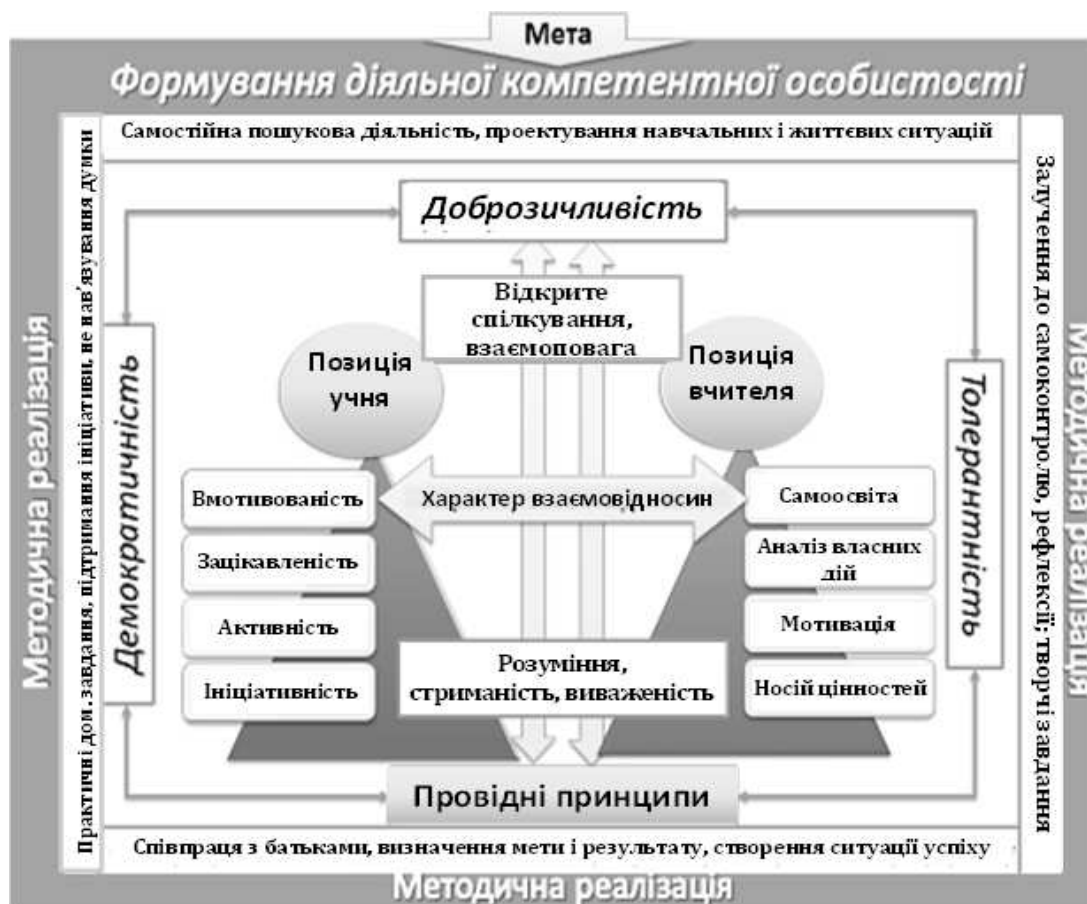 Мета
Формування діяльної компетентної особистості
Самостійна пошукова діяльність, проектування навчальних і життєвих ситуацій
Методична реалізація
Практичні дом. завдання, підтримання ініціативи, не нав'язування думки
Демократичність
Доброзичливість
Відкрите
спілкування,
взаємоповага
Позиція
учня
Позиція
вчителя
Вмотивованість
Зацікавленість
Активність
Ініціативність
Характер взаємовідносин
Самоосвіта
Аналіз власних
дій
Мотивація
Носій цінностей
Розуміння,
стриманість, виваженість
Провідні принципи
Толерантність
Залучення до самоконтролю, рефлексії; творчі завдання
Методична реалізація
Співпраця з батьками, визначення мети і результату, створення ситуації успіху
Методична реалізація